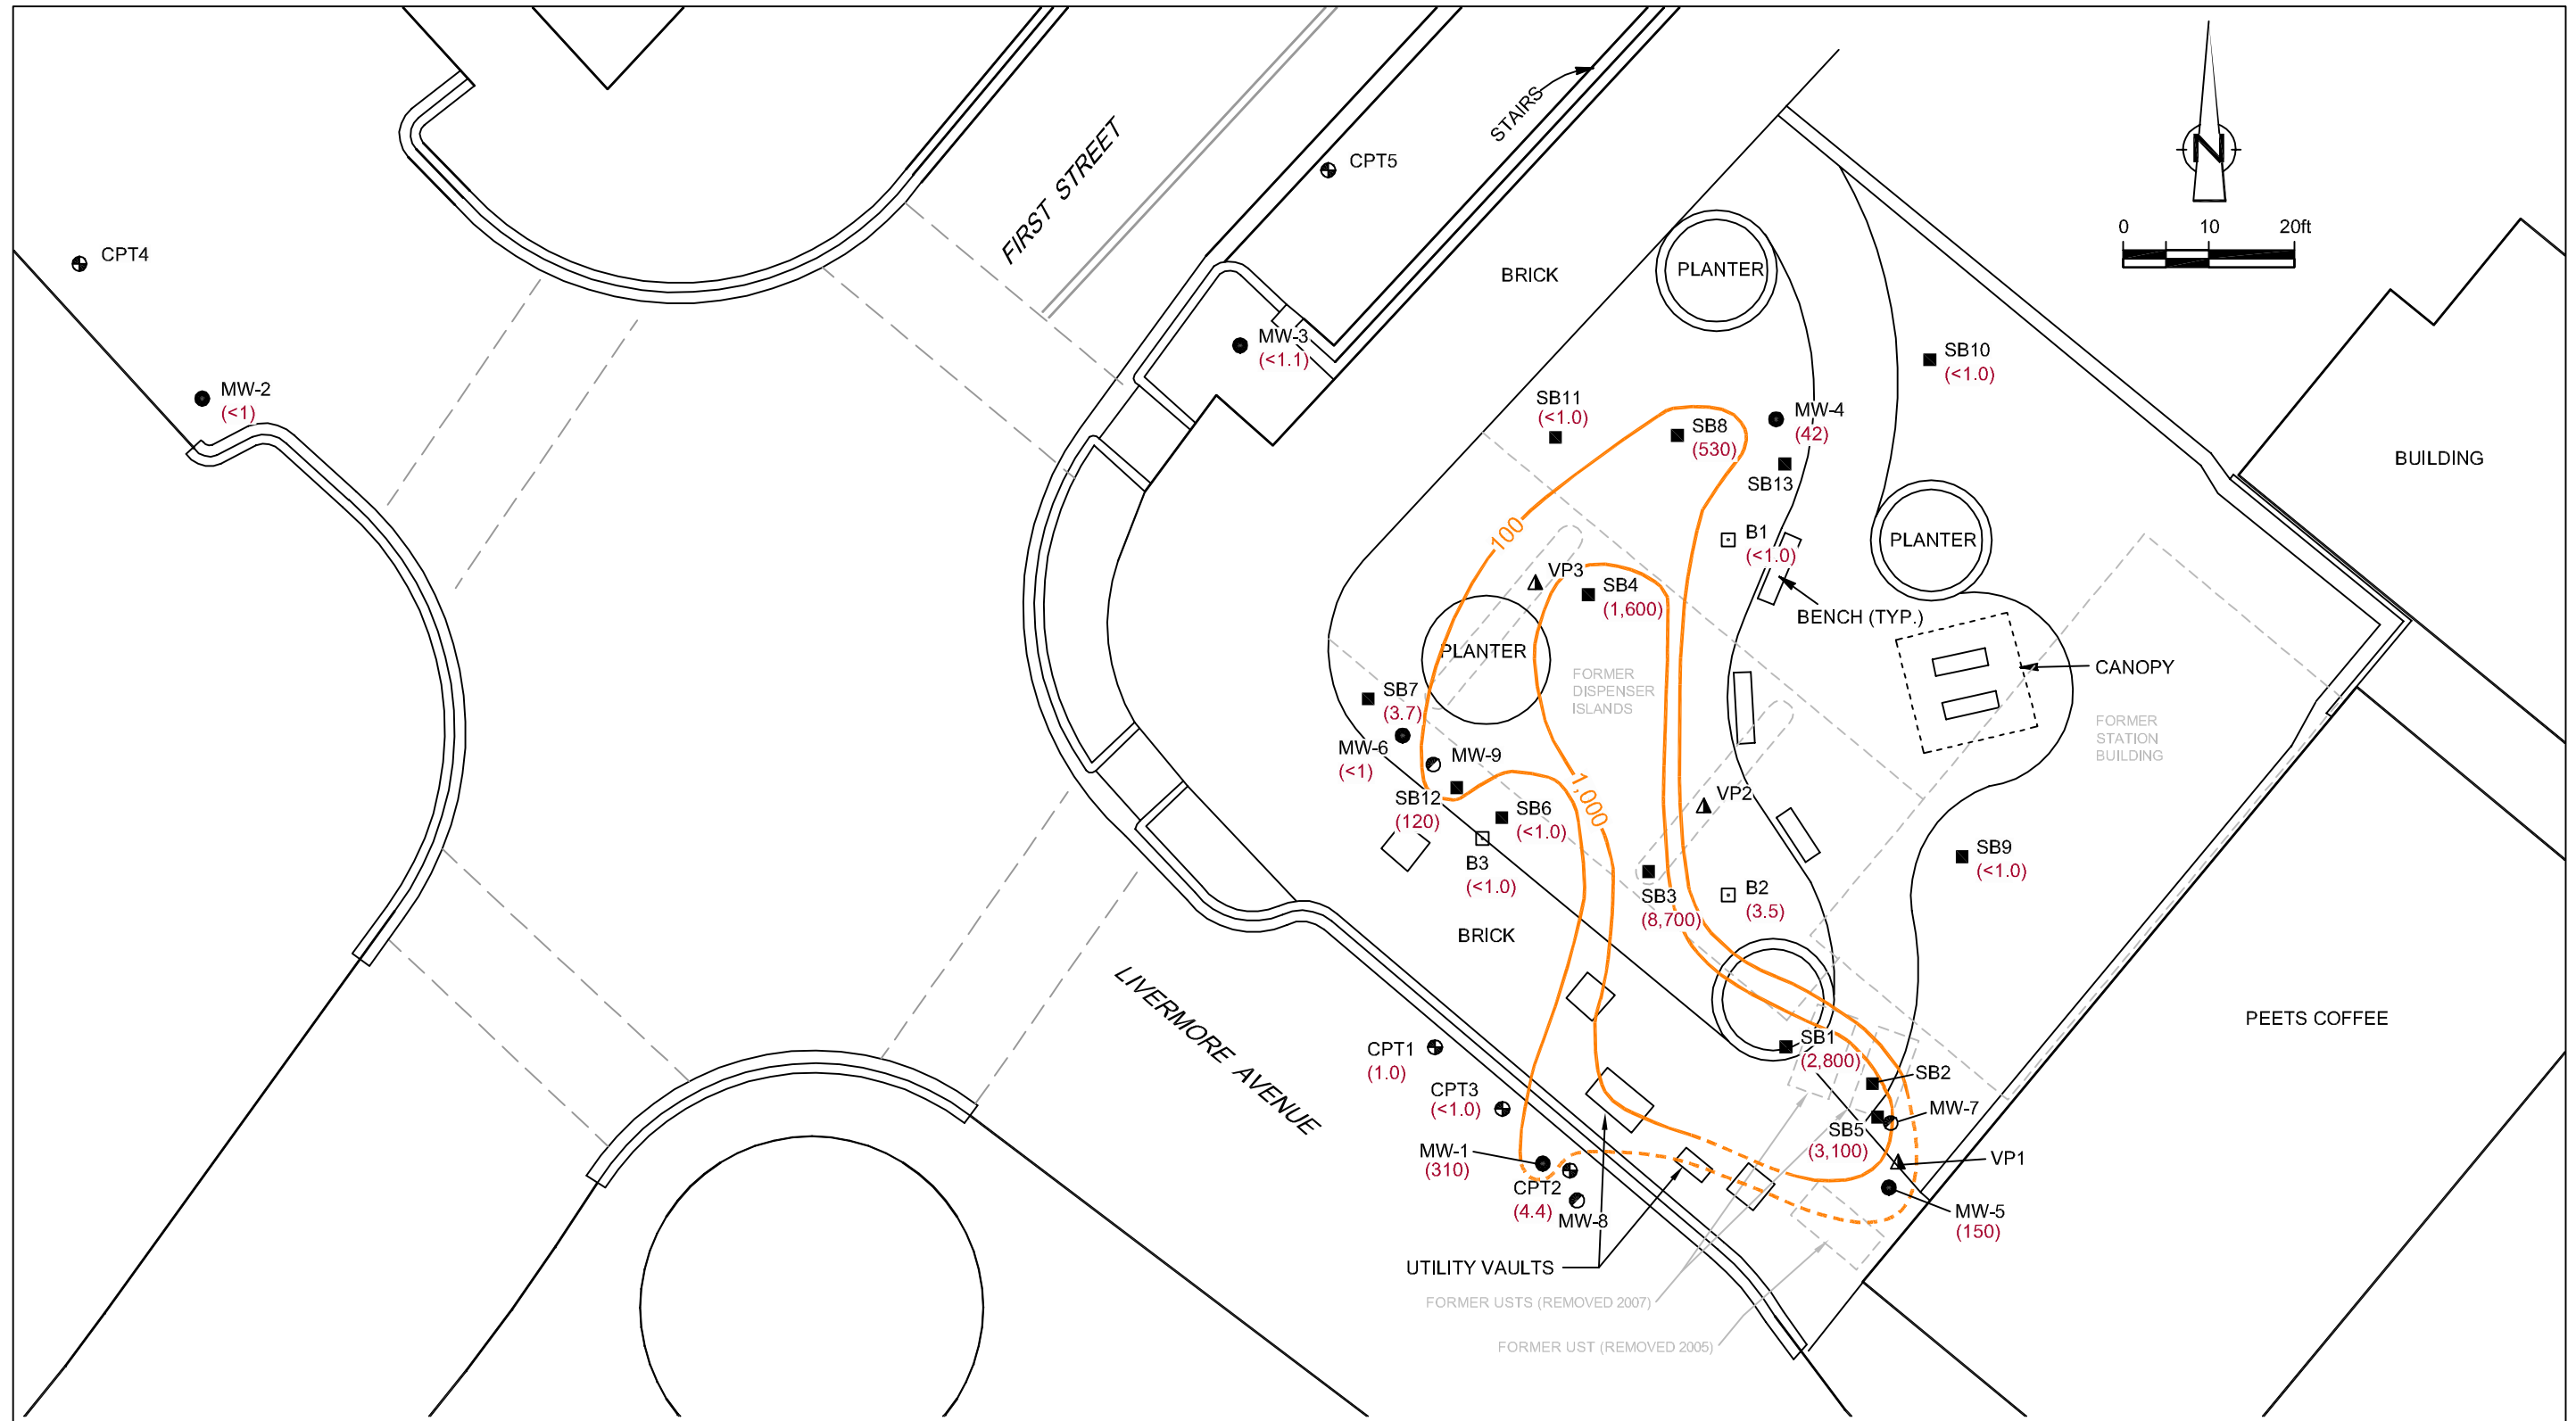 STAIRS
FIRST STREET
CPT5
N
0 10 20ft
CPT4
PLANTER
BRICK
MW-3
(<1.1)
SB10
(<1.0)
MW-2
(<1)
SB11
(<1.0)
MW-4
(42)
SB8
(530)
BUILDING
SB13
100
B1
(<1.0)
PLANTER
VP3
SB4
(1,600)
BENCH (TYP.)
PLANTER
CANOPY
FORMER
DISPENSER
ISLANDS
SB7
(3.7)
FORMER
STATION
BUILDING
MW-6
(<1)
MW-9
1,000
VP2
SB12
(120)
SB6
(<1.0)
B3
(<1.0)
SB9
(<1.0)
SB3
(8,700)
B2
(3.5)
BRICK
LIVERMORE AVENUE
PEETS COFFEE
CPT1
(1.0)
SB1
(2,800)
SB2
CPT3
(<1.0)
MW-7
SB5
(3,100)
MW-1
(310)
VP1
CPT2
(4.4)
MW-8
MW-5
(150)
UTILITY VAULTS
FORMER USTS (REMOVED 2007)
FORMER UST (REMOVED 2005)